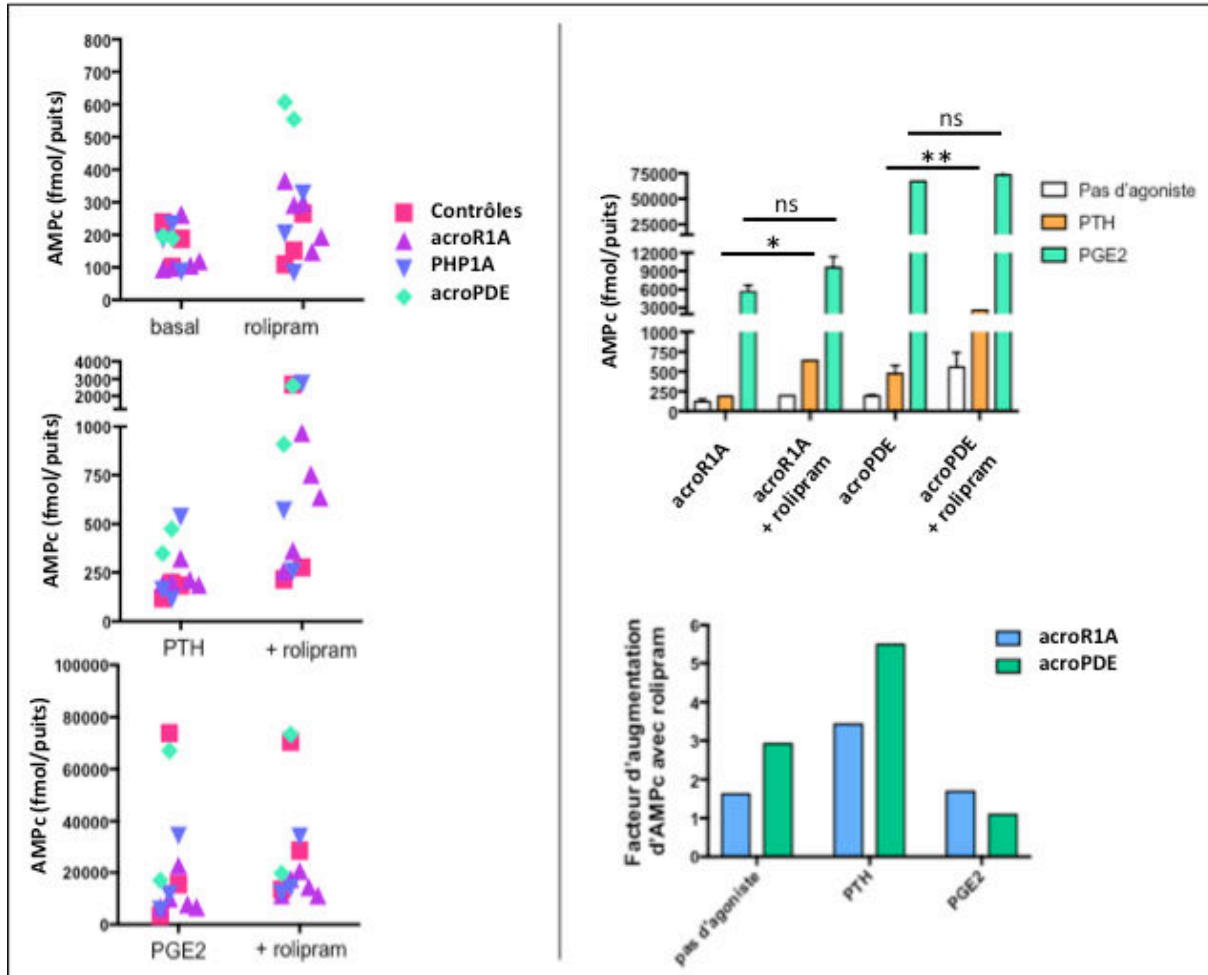 AMPc (fmol/puits)
800
700
600
500
400
300
200
100
0
basal rolipram
Contrôles
acroR1A
PHP1A
acroPDE
AMPc (fmol/puits)
4000
3000
2000
1000
750
500
250
0
PTH + rolipram
AMPc (fmol/puits)
100000
80000
60000
40000
20000
0
PGE2 + rolipram
ns
**
ns
*
AMPc (fmol/puits)
75000
50000
25000
12000
9000
6000
3000
1000
750
500
250
0
acroR1A
acroR1A
+ rolipram
acroPDE
acroPDE
+ rolipram
Pas d'agoniste
PTH
PGE2
Facteur d'augmentation
d'AMPc avec rolipram
6
5
4
3
2
1
0
pas d'agoniste
PTH
PGE2
acroR1A
acroPDE